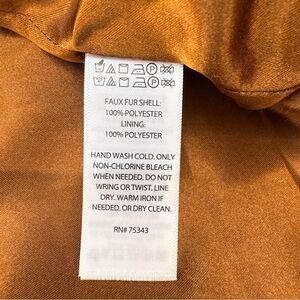 FAUX FUR SHELL:
100% POLYESTER
LINING:
100% POLYESTER
HAND WASH COLD. ONLY
NON-CHLORINE BLEACH
WHEN NEEDED. DO NOT
WRING OR TWIST. LINE
DRY. WARM IRON IF
NEEDED. OR DRY CLEAN.
RN# 75343